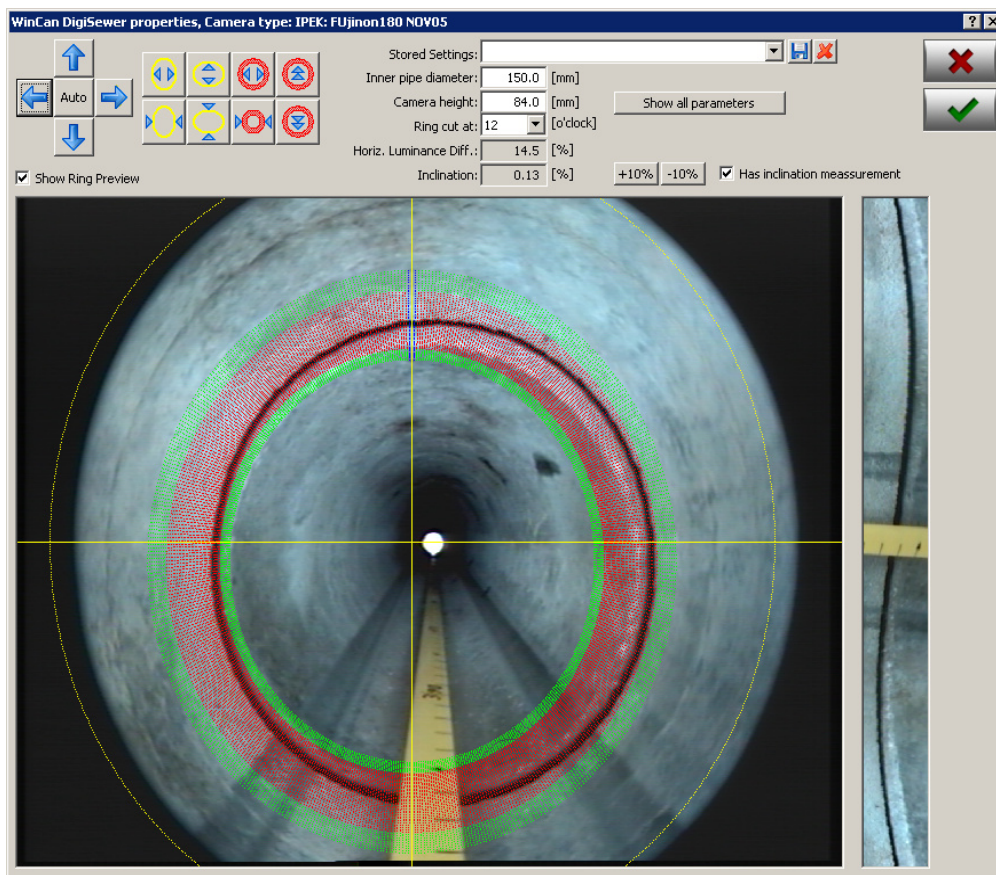 WinCan DigiSewer properties, Camera type: IPEK: FUjinon180 NOV05
Stored Settings:
Auto
Inner pipe diameter: 150.0 [mm]
Camera height: 84.0 [mm]
Show all parameters
Ring cut at: 12 [o'clock]
Horiz. Luminance Diff.: 14.5 [%]
Show Ring Preview
Inclination: 0.13 [%]
+10% -10%
Has inclination meassurement